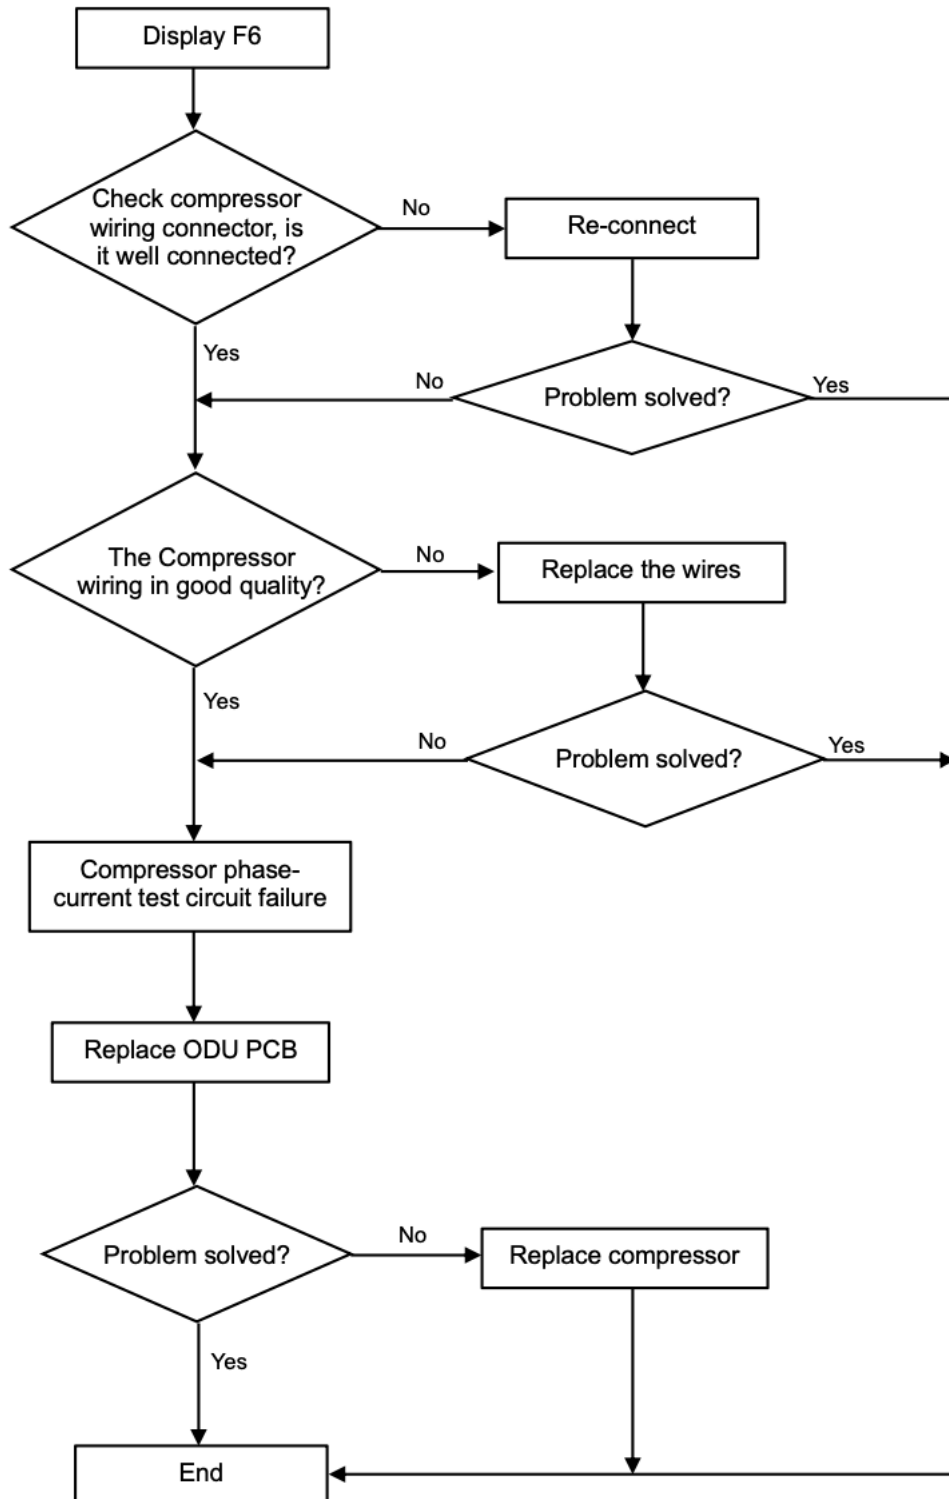 Display F6
Check compressor
wiring connector, is
it well connected?
No
Re-connect
Yes
No
Problem solved?
Yes
The Compressor
wiring in good quality?
No
Replace the wires
Yes
No
Problem solved?
Yes
Compressor phase-
current test circuit failure
Replace ODU PCB
Problem solved?
No
Replace compressor
Yes
End